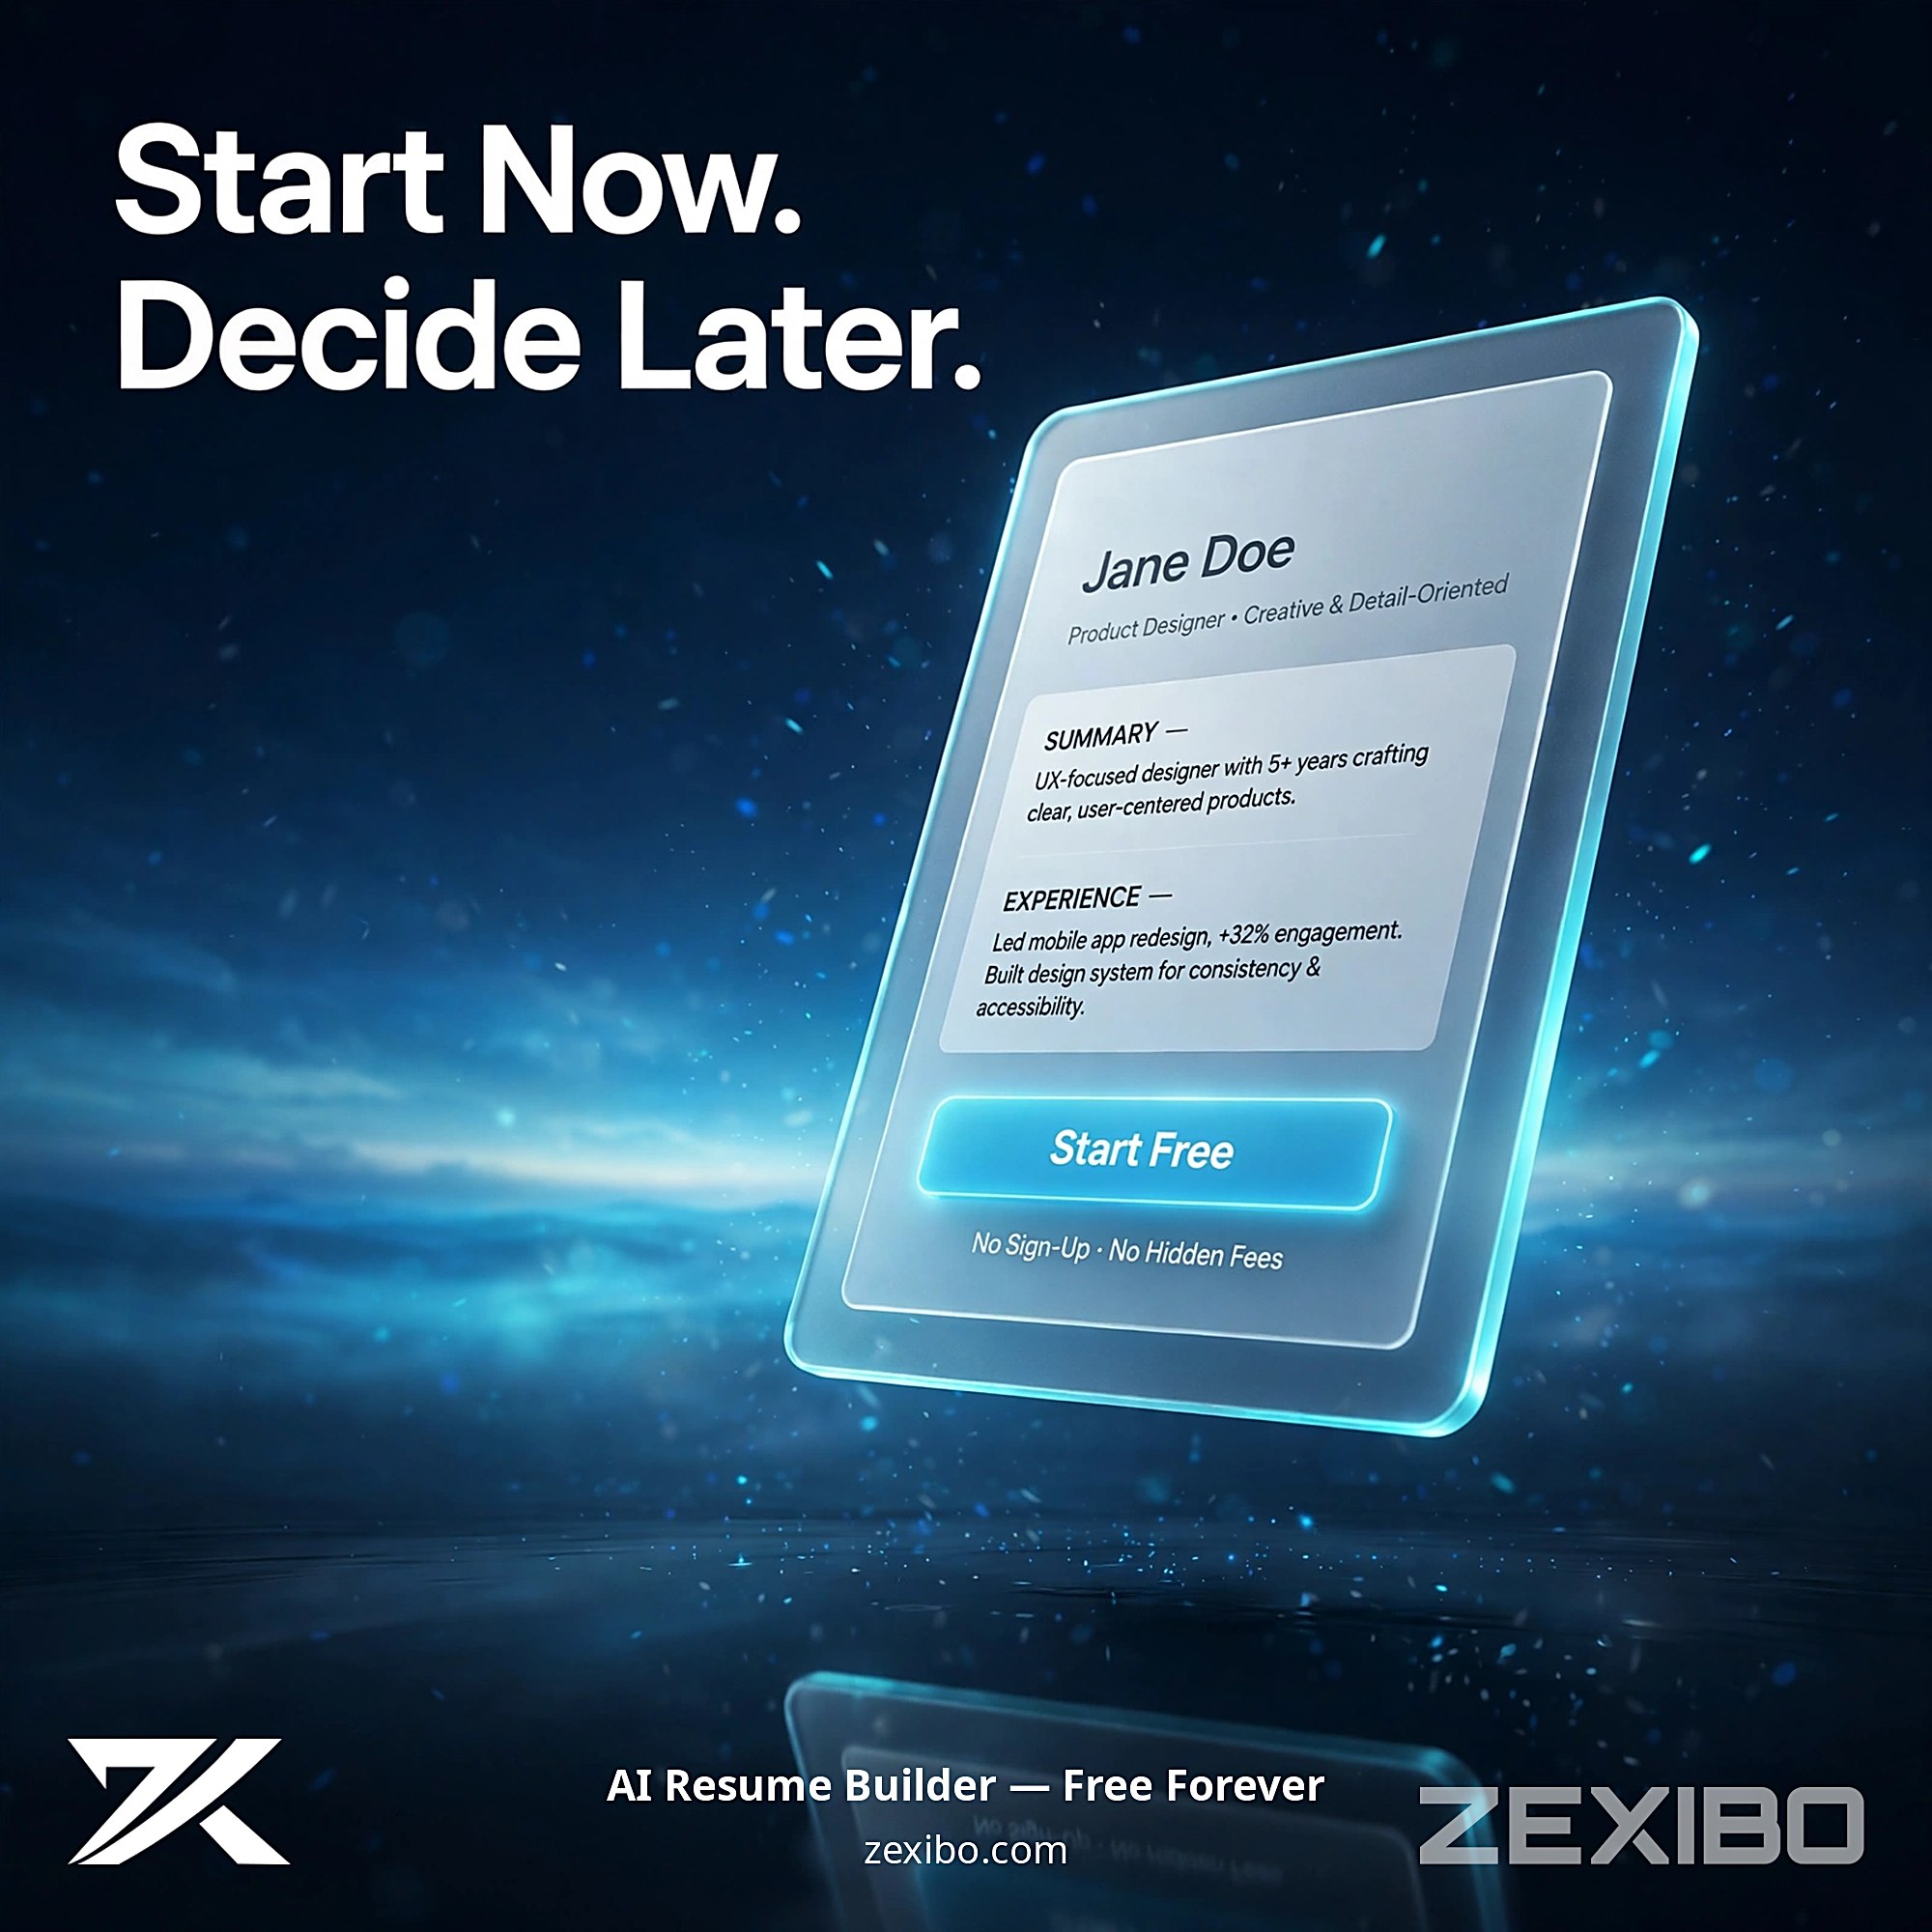 Start Now.
Decide Later.
Jane Doe
Product Designer • Creative & Detail-Oriented
SUMMARY —
UX-focused designer with 5+ years crafting
clear, user-centered products.
EXPERIENCE —
Led mobile app redesign, +32% engagement.
Built design system for consistency &
accessibility.
Start Free
No Sign-Up · No Hidden Fees
AI Resume Builder — Free Forever
zexibo.com
ZEXIBO